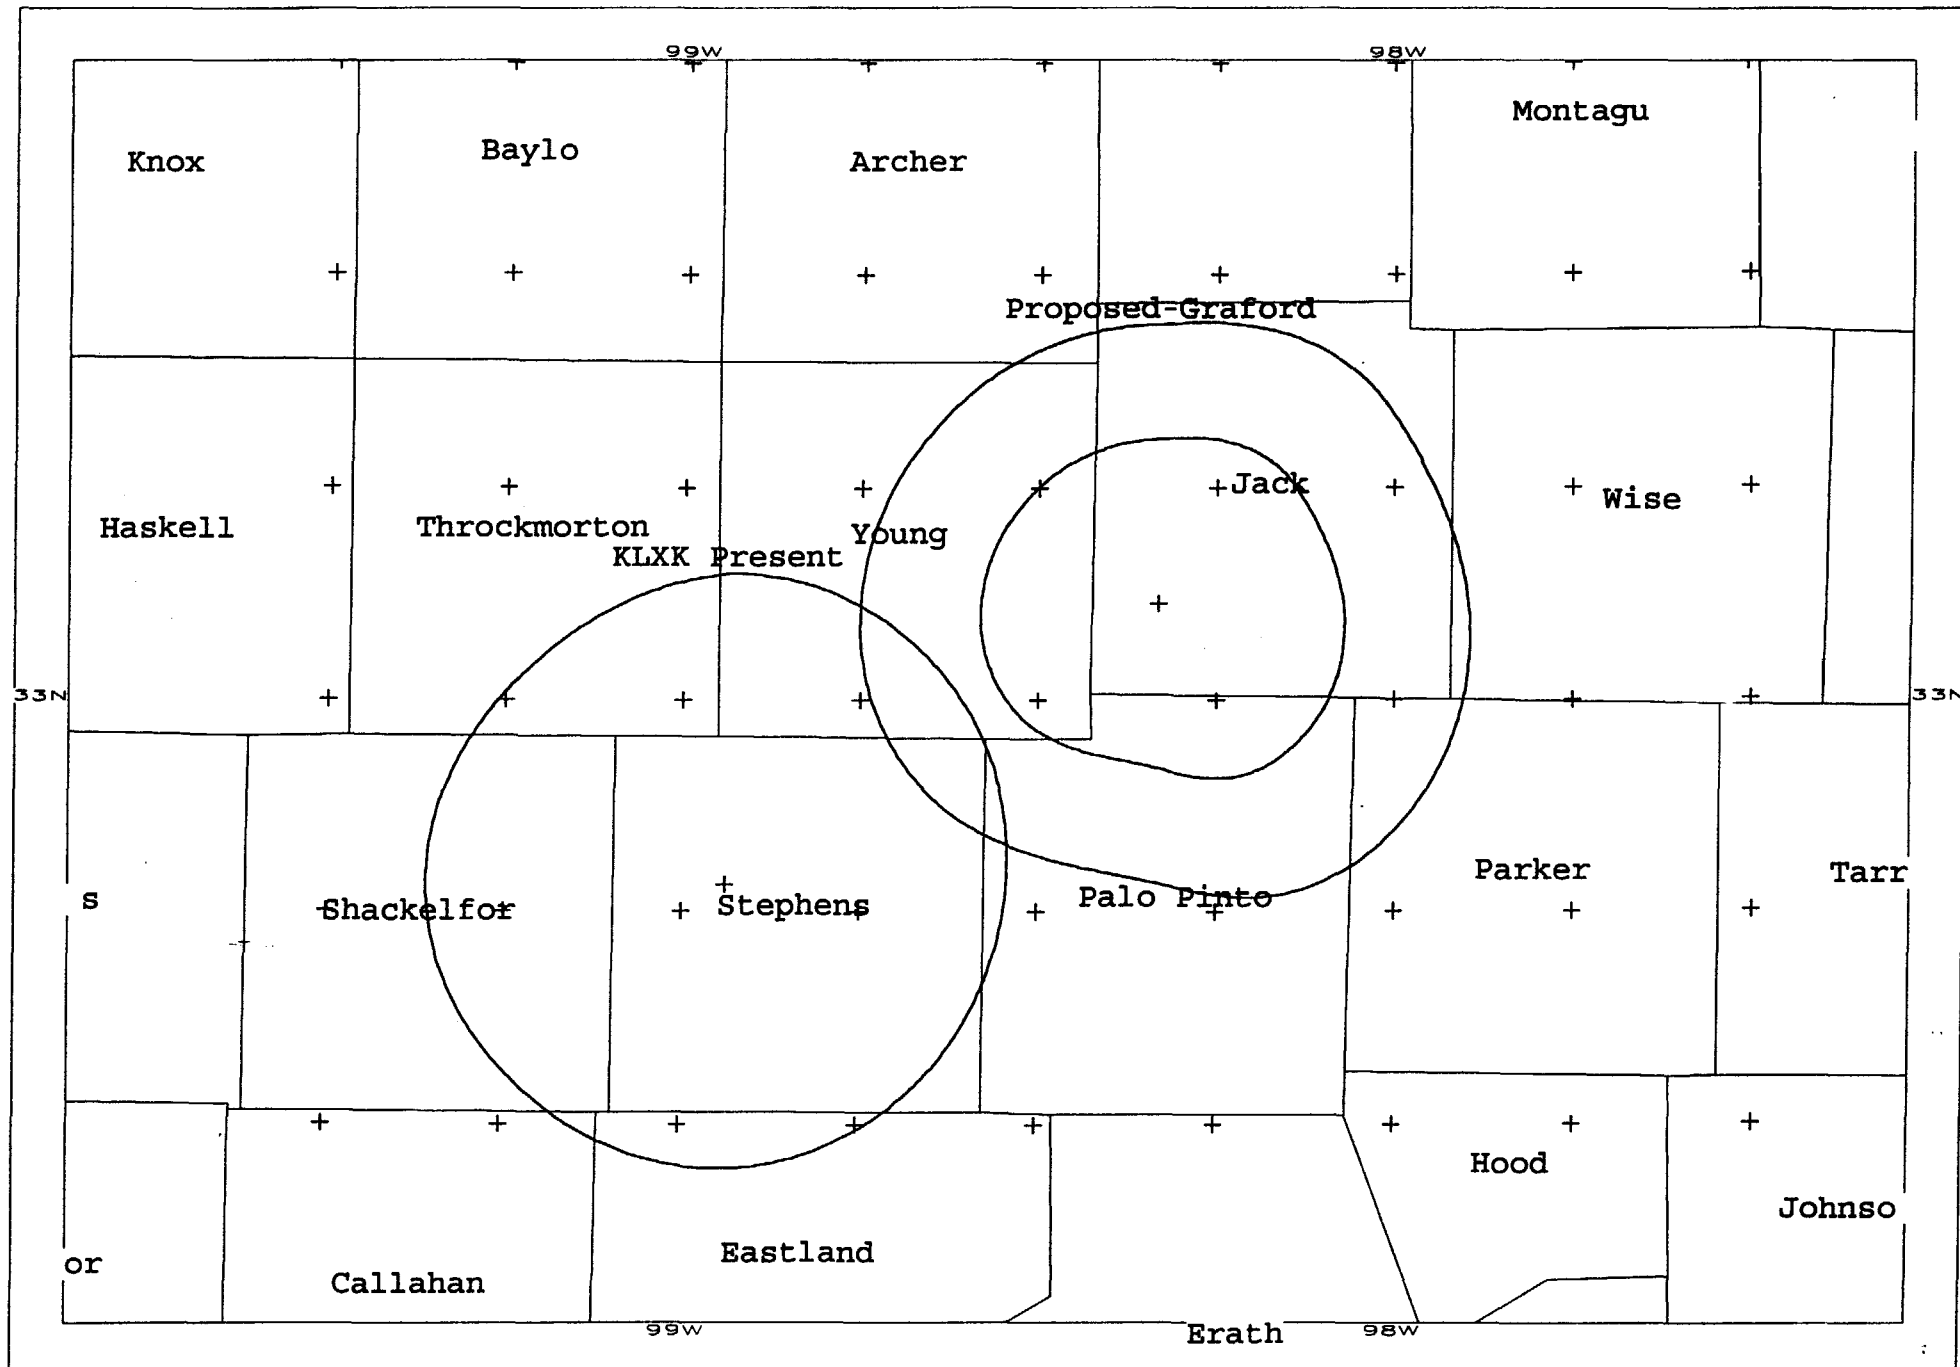 99W 98W
Montagu
Baylo
Knox Archer
Proposed-Graford
Jack
Wise
Haskell Throckmorton Young
KLXK Present
33N 33N
Parker Tarr
s Shackelfor Stephens Palo Pinto
Hood
Johnso
or Eastland
Callahan
99W Erath 98W